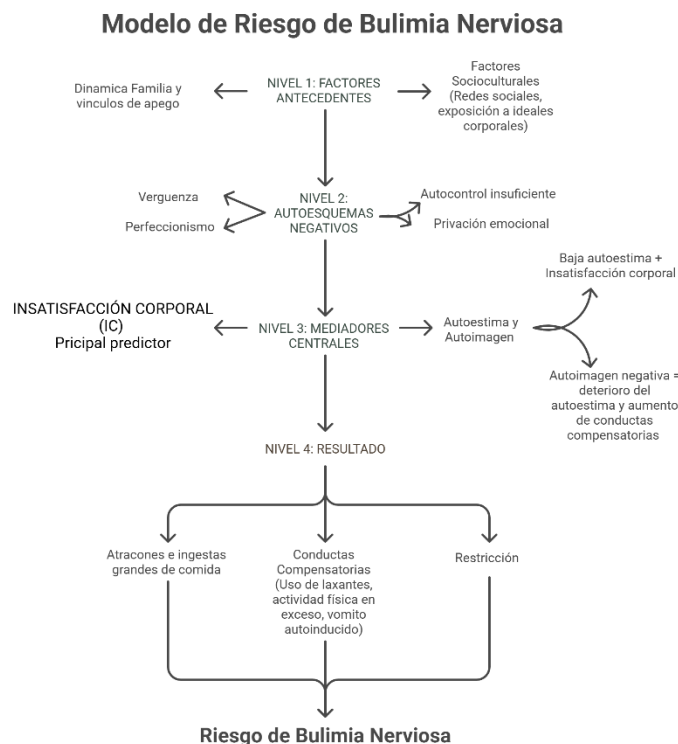 Modelo de Riesgo de Bulimia Nerviosa
Dinamica Familia y
vinculos de apego
NIVEL 1: FACTORES
ANTECEDENTES
Factores
Socioculturales
(Redes sociales,
exposición a ideales
corporales)
Verguenza
Perfeccionismo
NIVEL 2:
AUTOESQUEMAS
NEGATIVOS
Autocontrol insuficiente
Privación emocional
INSATISFACCIÓN CORPORAL
(IC)
Pricipal predictor
NIVEL 3: MEDIADORES
CENTRALES
Autoestima y
Autoimagen
Baja autoestima +
Insatisfacción corporal
Autoimagen negativa =
deterioro del
autoestima y aumento
de conductas
compensatorias
NIVEL 4: RESULTADO
Atracones e ingestas
grandes de comida
Conductas
Compensatorias
(Uso de laxantes,
actividad física en
exceso, vomito
autoinducido)
Restricción
Riesgo de Bulimia Nerviosa